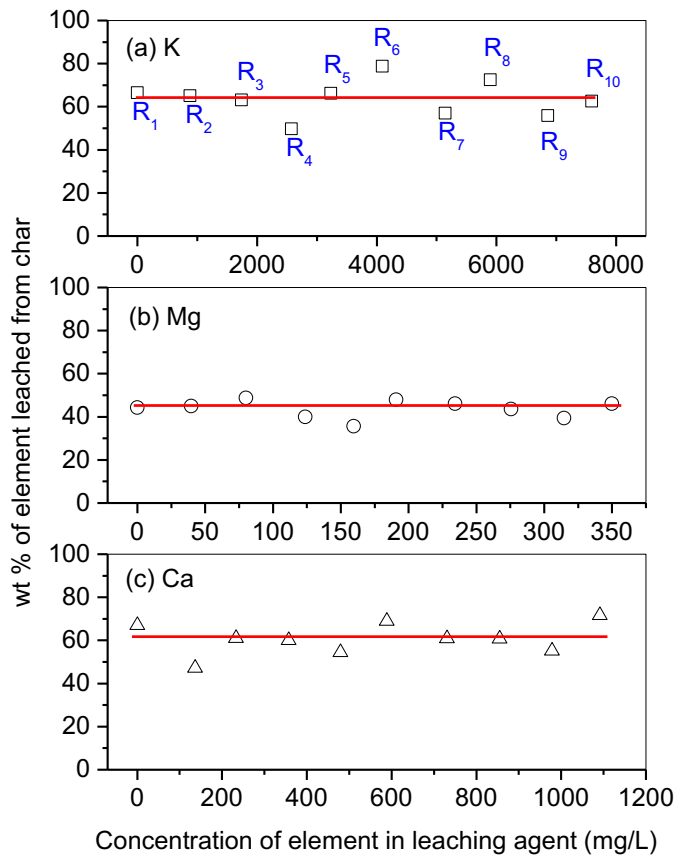 wt % of element leached from char
(a) K
100
80
60
40
20
0
R₁
R₂
R₃
R₄
R₅
R₆
R₇
R₈
R₉
R₁₀
0 2000 4000 6000 8000
(b) Mg
100
80
60
40
20
0
0 50 100 150 200 250 300 350
(c) Ca
100
80
60
40
20
0
0 200 400 600 800 1000 1200
Concentration of element in leaching agent (mg/L)